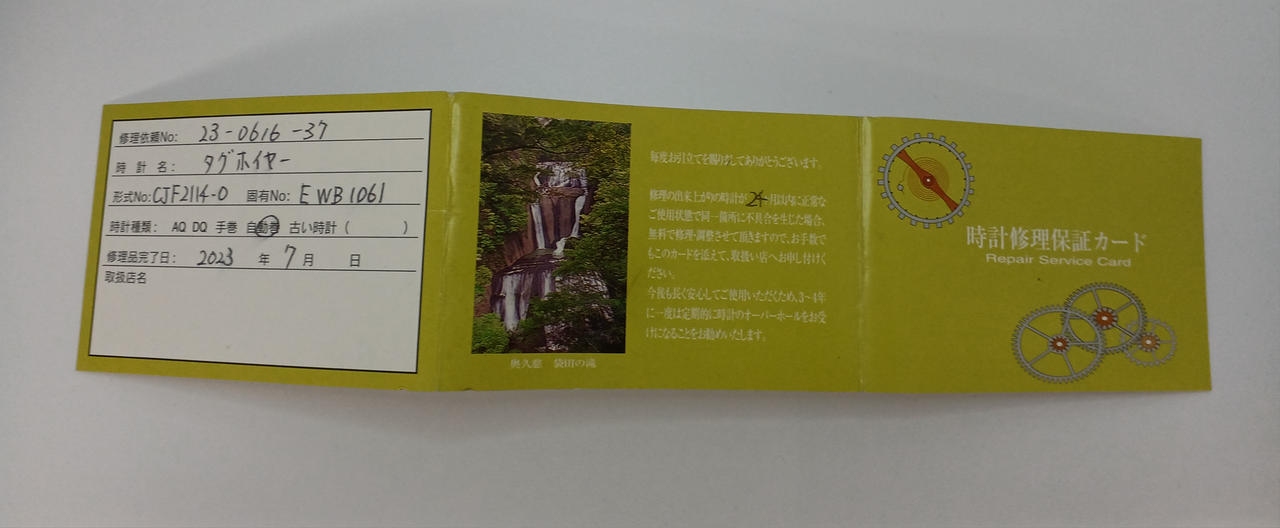 修理依頼No: 23-0616-37
時計名: タグホイヤー
形式No: CJF2114-0 固有No: EWB1061
時計種類: AQ DQ 手巻 自動巻 古い時計( )
修理品完了日: 2023 年 7月 日
取扱店名
奥久慈 袋田の滝
毎度お引立てを賜りましてありがとうございます。
修理の出来上がりの時計が24月以内に正常な
ご使用状態で同一箇所に不具合を生じた場合、
無料で修理・調整させて頂きますので、お手数で
もこのカードを添えて、取扱い店へお申し付けく
ださい。
今後も長く安心してご使用いただくため、3~4年
に一度は定期的に時計のオーバーホールをお受
けになることをお勧めいたします。
時計修理保証カード
Repair Service Card